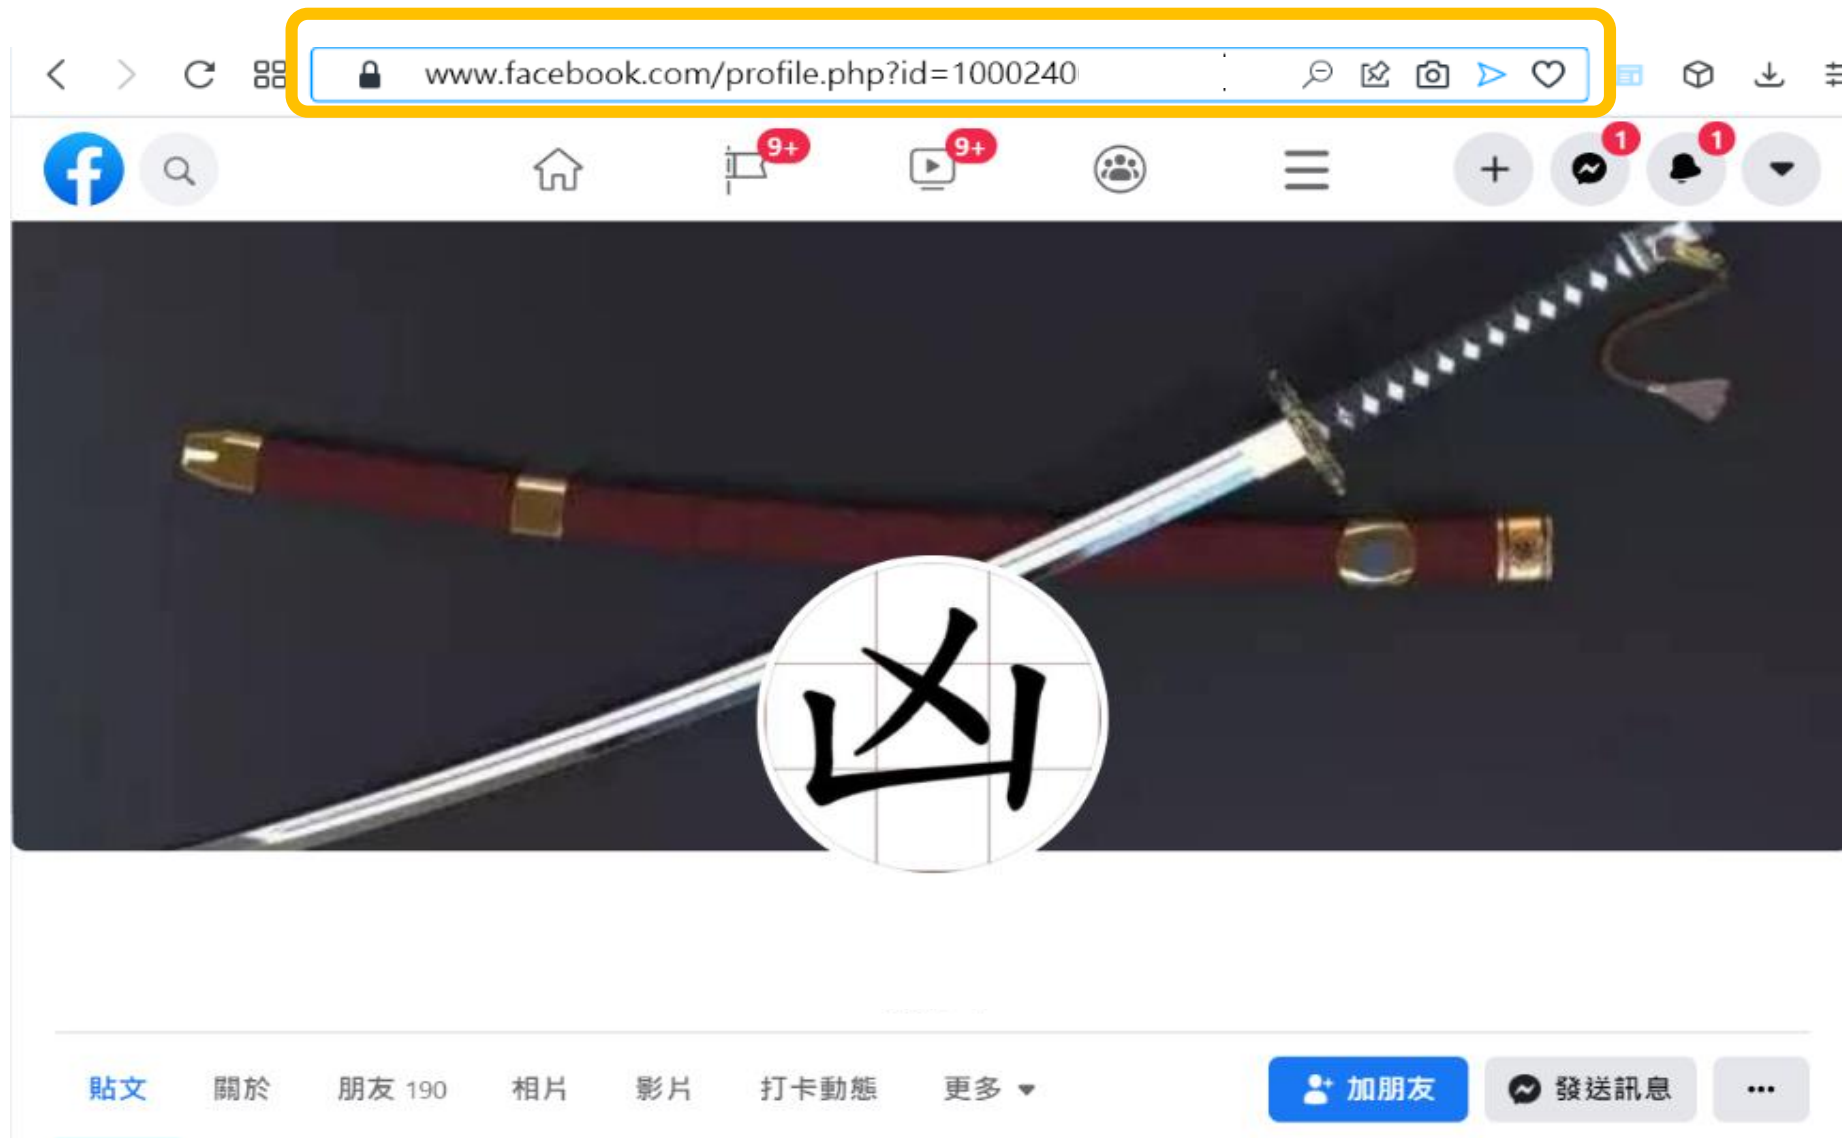 www.facebook.com/profile.php?id=1000240
9+
9+
1
1
凶
貼文 關於 朋友 190 相片 影片 打卡動態 更多 加朋友 發送訊息